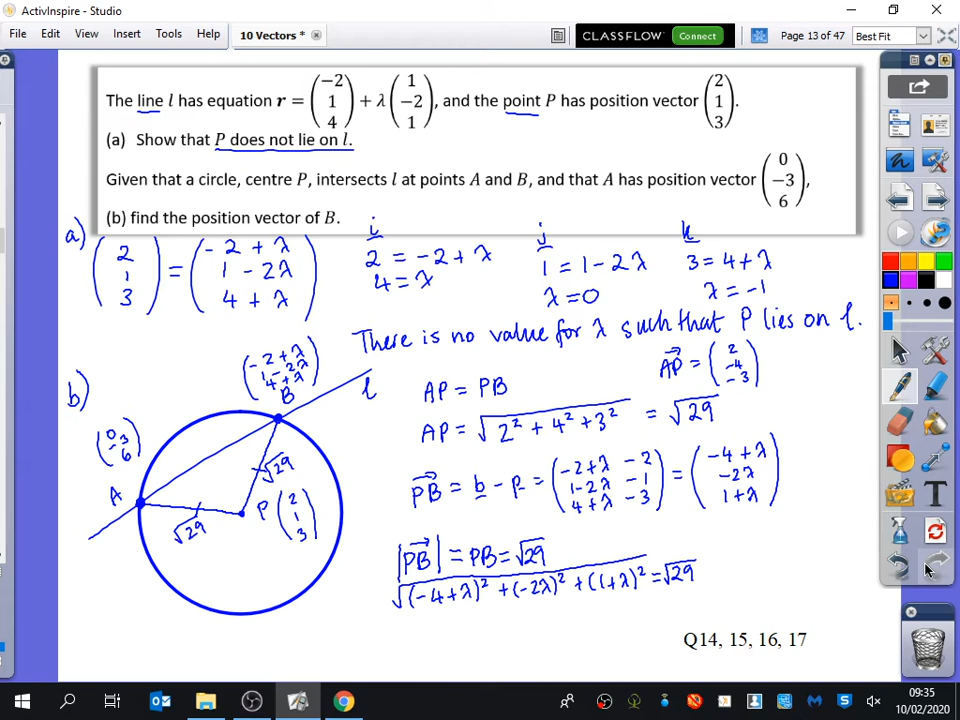 ActivInspire - Studio
File Edit View Insert Tools Help 10 Vectors * CLASSFLOW Connect Page 13 of 47 Best Fit
The line l has equation r = (−2 1 4) + λ (1 −2 1), and the point P has position vector (2 1 3).
(a) Show that P does not lie on l.
Given that a circle, centre P, intersects l at points A and B, and that A has position vector (0 −3 6),
(b) find the position vector of B.
a) (2 1 3) = (-2 + λ 1 - 2λ 4 + λ)
i
2 = -2 + λ
4 = λ
j
1 = 1 - 2λ
λ = 0
k
3 = 4 + λ
λ = -1
There is no value for λ such that P lies on l.
b)
(-2+λ 1-2λ 4+λ)
B
l
(0 -3 6)
A
√29
√29
P (2 1 3)
AP = PB
AP = (2 -4 -3)
AP = √2² + 4² + 3² = √29
PB = b - p = (-2+λ -2 1-2λ -1 4+λ -3) = (-4+λ -2λ 1+λ)
|PB| = PB = √29
√(-4+λ)² + (-2λ)² + (1+λ)² = √29
Q14, 15, 16, 17
09:35
10/02/2020